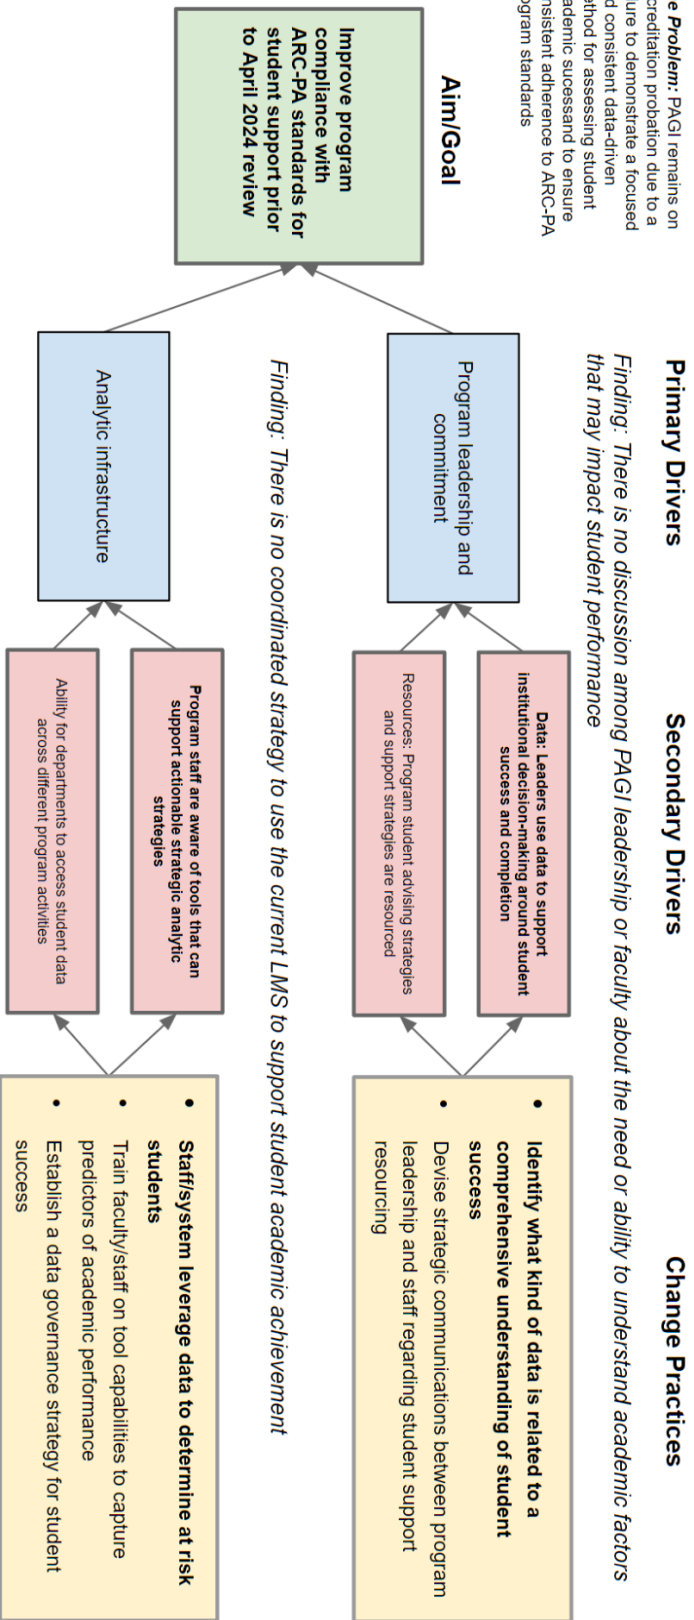 e Problem: PAGI remains on
creditation probation due to a
lure to demonstrate a focused
d consistent data-driven
ethod for assessing student
ademic sucessand to ensure
nsistent adherence to ARC-PA
ogram standards
Aim/Goal
Improve program
compliance with
ARC-PA standards for
student support prior
to April 2024 review
Primary Drivers
Secondary Drivers
Change Practices
Finding: There is no discussion among PAGI leadership or faculty about the need or ability to understand academic factors
that may impact student performance
Program leadership and
commitment
Data: Leaders use data to support
institutional decision-making around student
success and completion
Resources: Program student advising strategies
and support strategies are resourced
• Identify what kind of data is related to a
comprehensive understanding of student
success
• Devise strategic communications between program
leadership and staff regarding student support
resourcing
Finding: There is no coordinated strategy to use the current LMS to support student academic achievement
Analytic infrastructure
Program staff are aware of tools that can
support actionable strategic analytic
strategies
Ability for departments to access student data
across different program activities
• Staff/system leverage data to determine at risk
students
• Train faculty/staff on tool capabilities to capture
predictors of academic performance
• Establish a data governance strategy for student
success